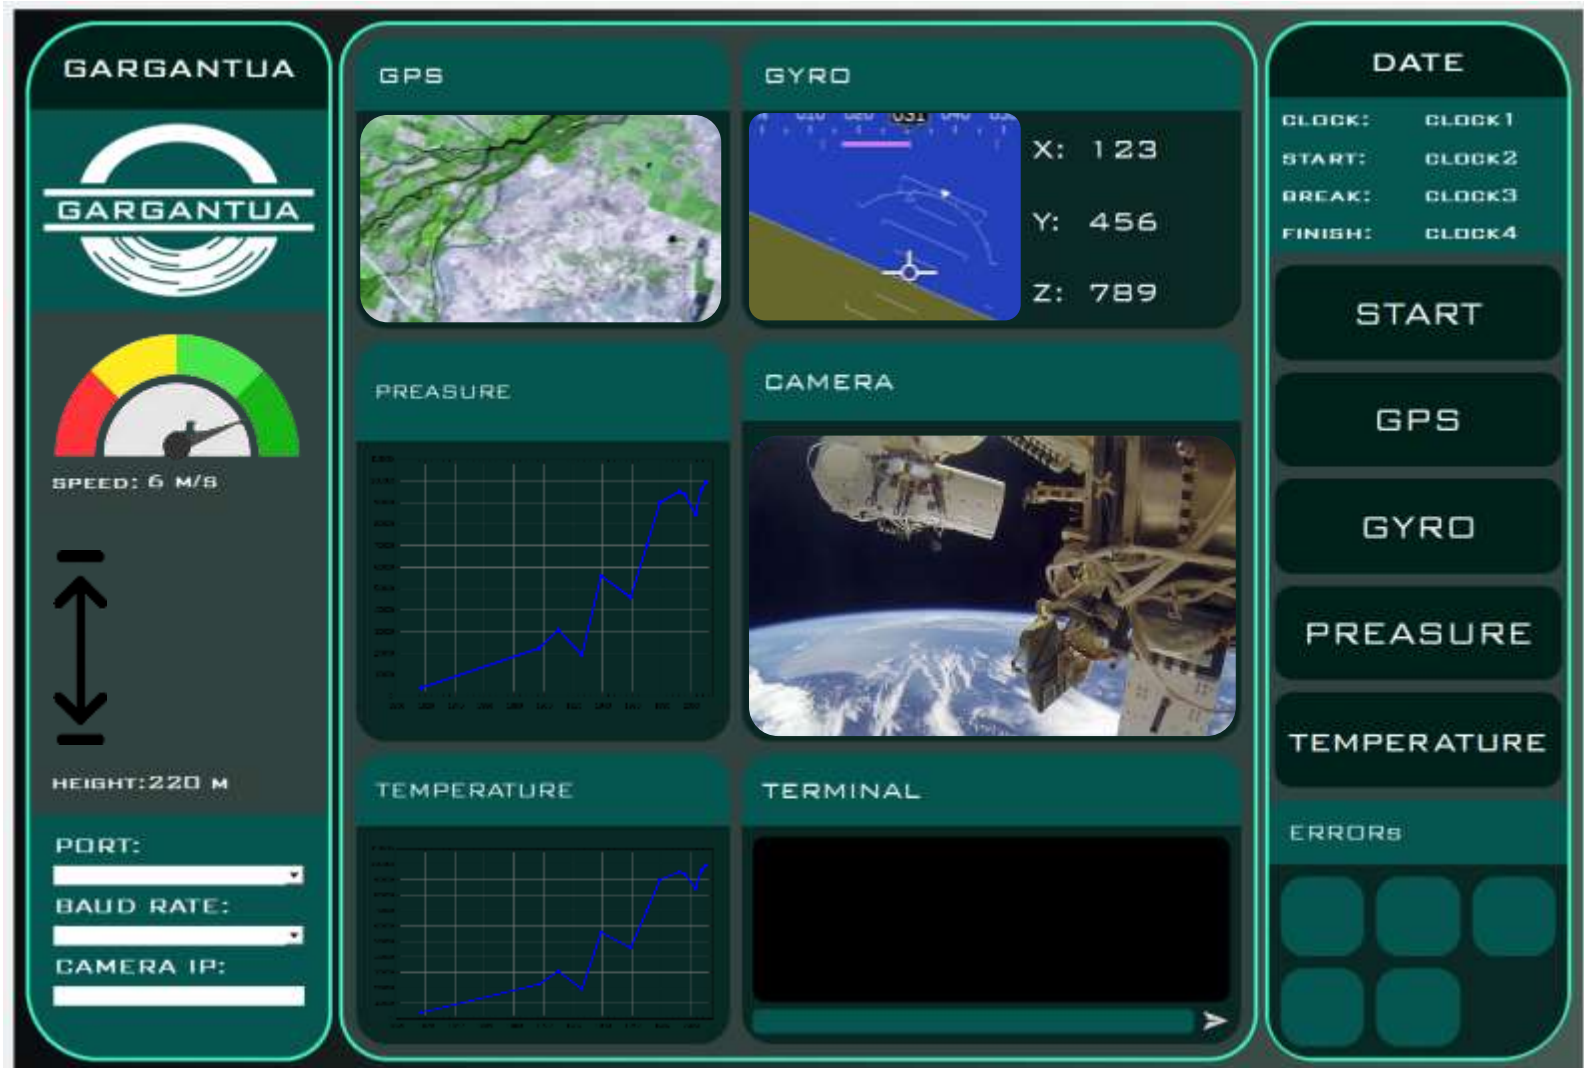 GARGANTUA
GARGANTUA
SPEED: 6 M/S
HEIGHT:220 M
PORT:
BAUD RATE:
CAMERA IP:
GPS
GYRO
031
X: 123
Y: 456
Z: 789
PREASURE
CAMERA
TEMPERATURE
TERMINAL
DATE
CLOCK: CLOCK1
START: CLOCK2
BREAK: CLOCK3
FINISH: CLOCK4
START
GPS
GYRO
PREASURE
TEMPERATURE
ERRORs